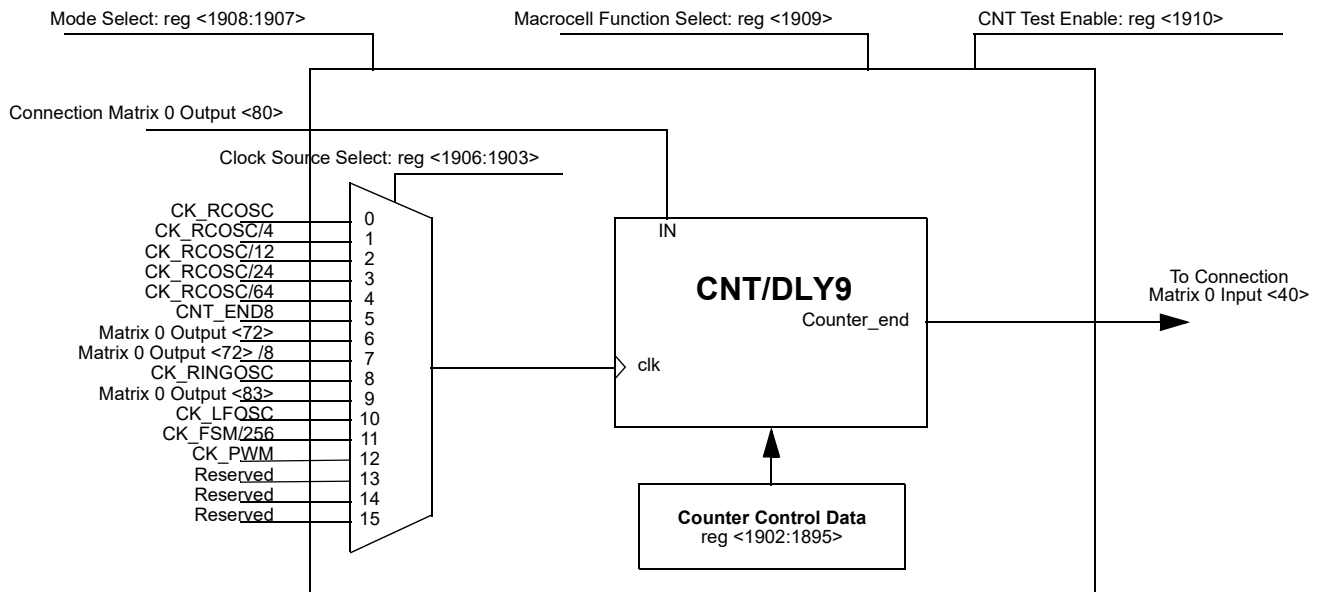 Mode Select: reg <1908:1907>
Macrocell Function Select: reg <1909>
CNT Test Enable: reg <1910>
Connection Matrix 0 Output <80>
Clock Source Select: reg <1906:1903>
CK_RCOSC
0
CK_RCOSC/4
1
CK_RCOSC/12
2
CK_RCOSC/24
3
CK_RCOSC/64
4
CNT_END8
5
Matrix 0 Output <72>
6
Matrix 0 Output <72> /8
7
CK_RINGOSC
8
Matrix 0 Output <83>
9
CK_LFOSC
10
CK_FSM/256
11
CK_PWM
12
Reserved
13
Reserved
14
Reserved
15
IN
CNT/DLY9
Counter_end
clk
To Connection
Matrix 0 Input <40>
Counter Control Data
reg <1902:1895>